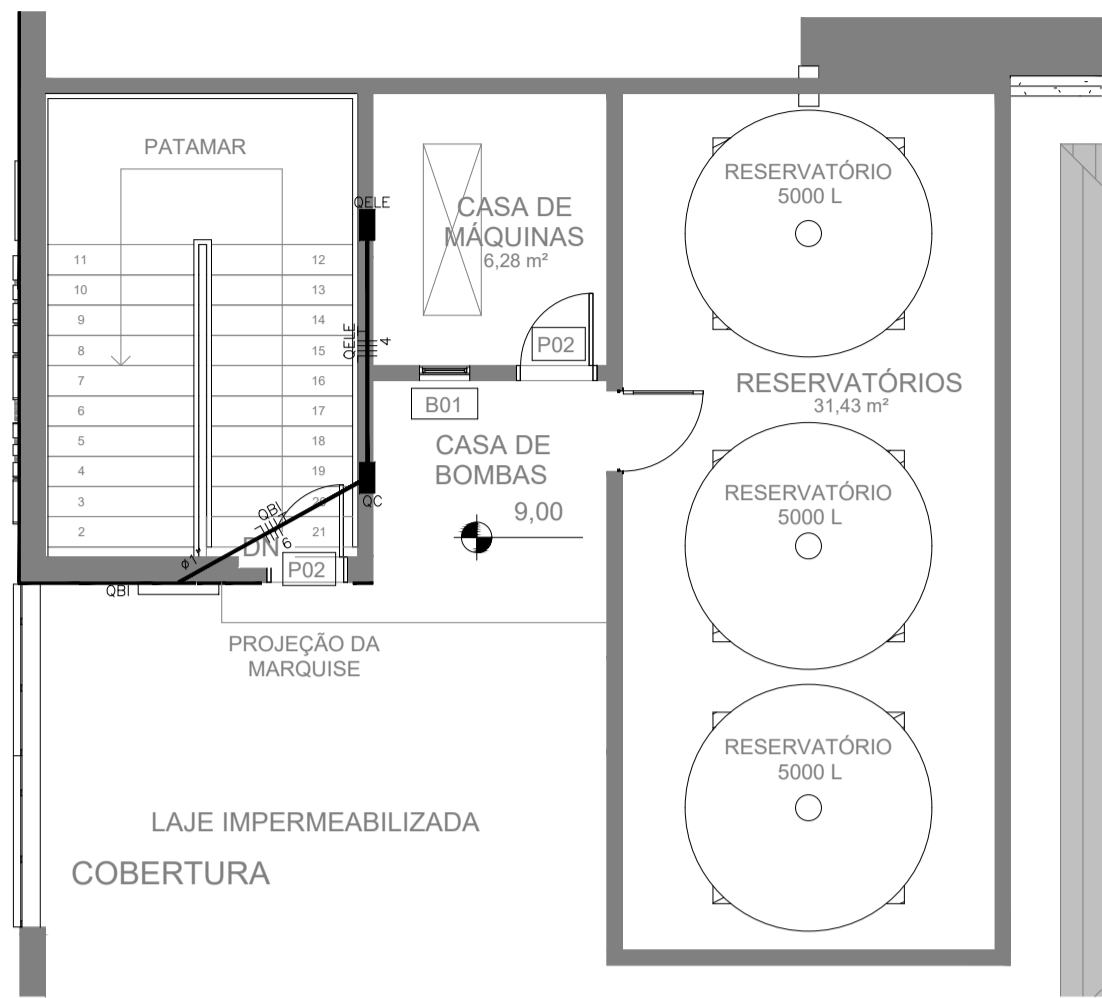 PATAMAR
11
10
9
8
7
6
5
4
3
2
12
13
14
15
16
17
18
19
20
21
DN
QELE
QELE
4
QC
QBI
6
ø1"
P02
QBI
CASA DE
MÁQUINAS
6,28 m²
P02
B01
CASA DE
BOMBAS
9,00
RESERVATÓRIO
5000 L
RESERVATÓRIOS
31,43 m²
RESERVATÓRIO
5000 L
RESERVATÓRIO
5000 L
PROJEÇÃO DA
MARQUISE
LAJE IMPERMEABILIZADA
COBERTURA